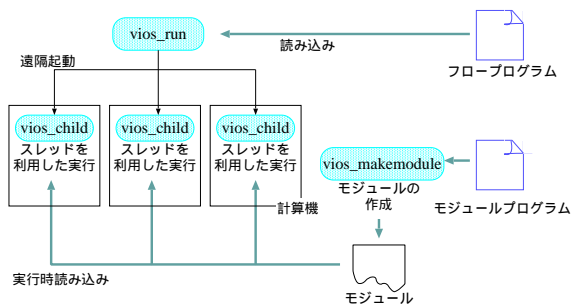 vios_run
読み込み
フロープログラム
遠隔起動
vios_child
スレッドを
利用した実行
vios_child
スレッドを
利用した実行
vios_child
スレッドを
利用した実行
計算機
vios_makemodule
モジュールの
作成
モジュールプログラム
実行時読み込み
モジュール